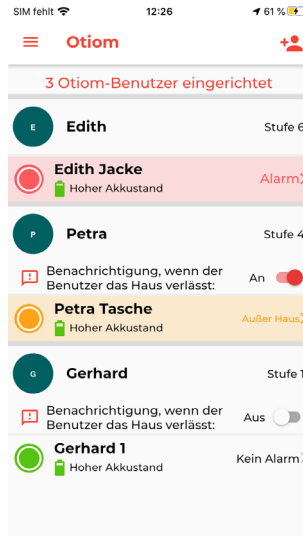 SIM fehlt 12:26 61 %
Otiom
3 Otiom-Benutzer eingerichtet
E Edith Stufe 6
Edith Jacke
Hoher Akkustand
Alarm
P Petra Stufe 4
Benachrichtigung, wenn der
Benutzer das Haus verlässt:
An
Petra Tasche
Hoher Akkustand
Außer Haus
G Gerhard Stufe 1
Benachrichtigung, wenn der
Benutzer das Haus verlässt:
Aus
Gerhard 1
Hoher Akkustand
Kein Alarm